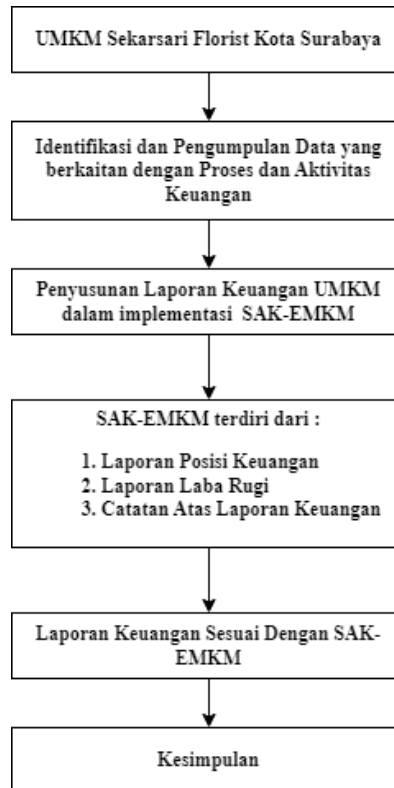 UMKM Sekarsari Florist Kota Surabaya
Identifikasi dan Pengumpulan Data yang
berkaitan dengan Proses dan Aktivitas
Keuangan
Penyusunan Laporan Keuangan UMKM
dalam implementasi SAK-EMKM
SAK-EMKM terdiri dari :
1. Laporan Posisi Keuangan
2. Laporan Laba Rugi
3. Catatan Atas Laporan Keuangan
Laporan Keuangan Sesuai Dengan SAK-
EMKM
Kesimpulan